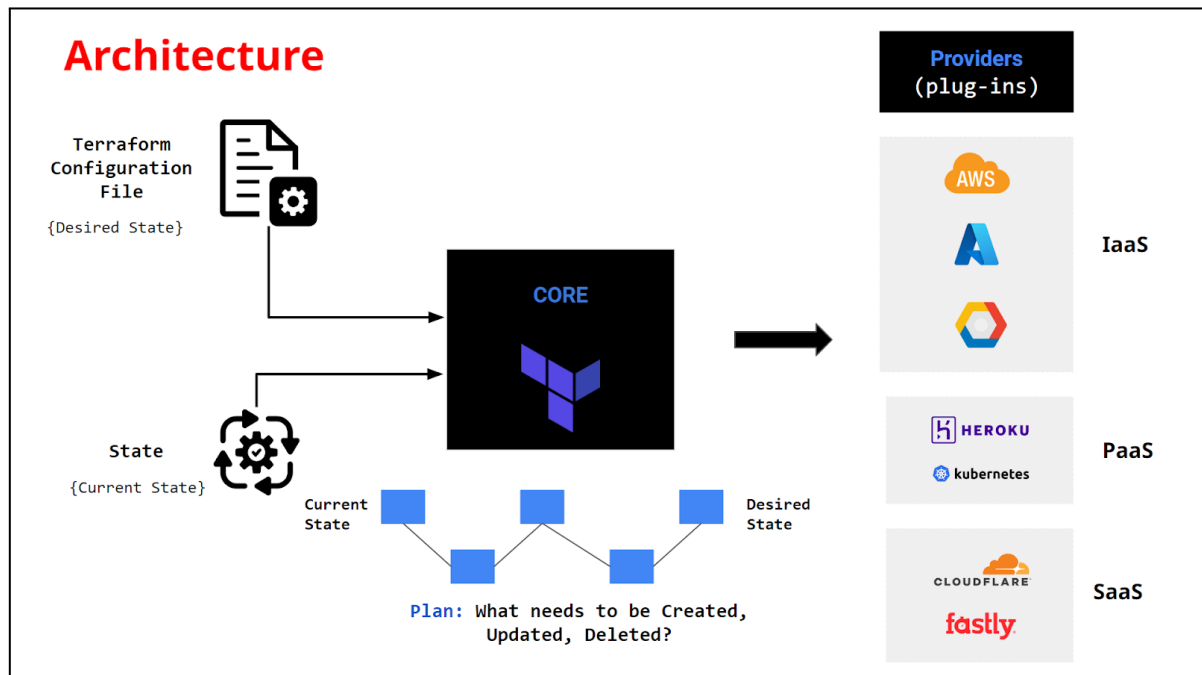 Architecture
Terraform
Configuration
File
{Desired State}
State
{Current State}
CORE
Current
State
Desired
State
Plan: What needs to be Created,
Updated, Deleted?
Providers
(plug-ins)
AWS
IaaS
HEROKU
kubernetes
PaaS
CLOUDFLARE
fastly
SaaS